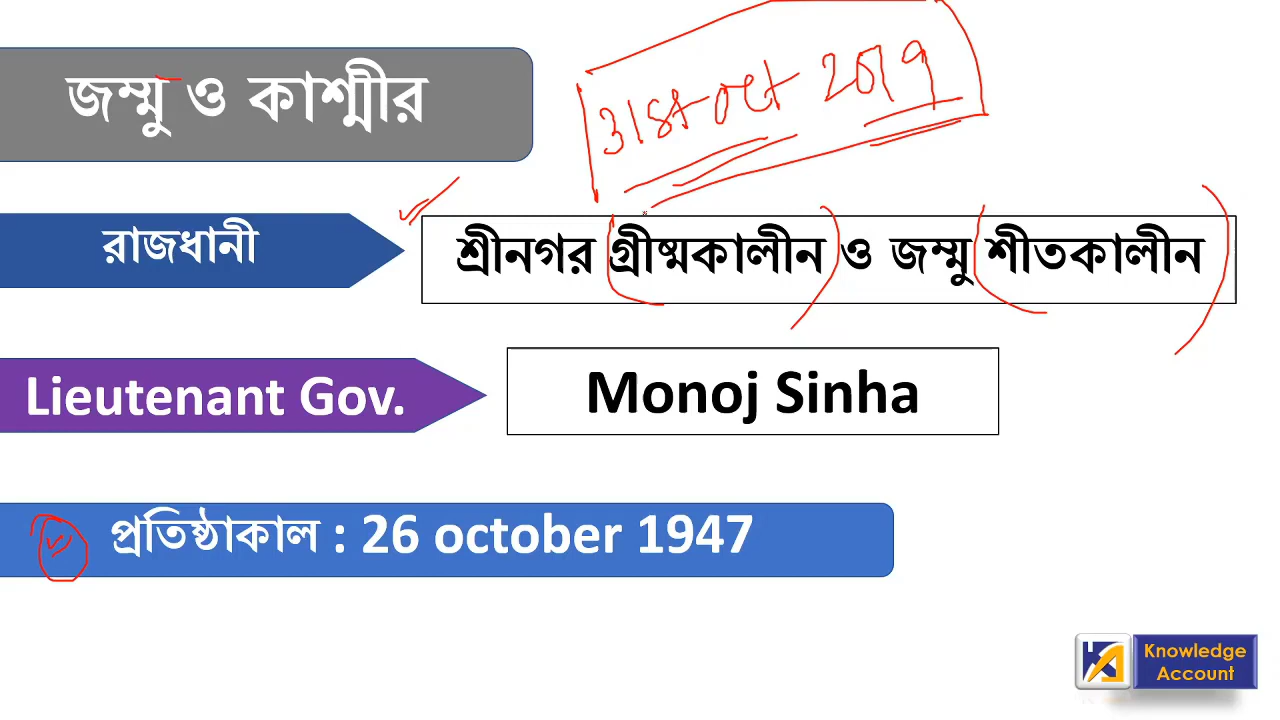 জম্মু ও কাশ্মীর
31st oct 2019
রাজধানী
শ্রীনগর গ্রীষ্মকালীন ও জম্মু শীতকালীন
Lieutenant Gov.
Monoj Sinha
প্রতিষ্ঠাকাল : 26 october 1947
Knowledge
Account